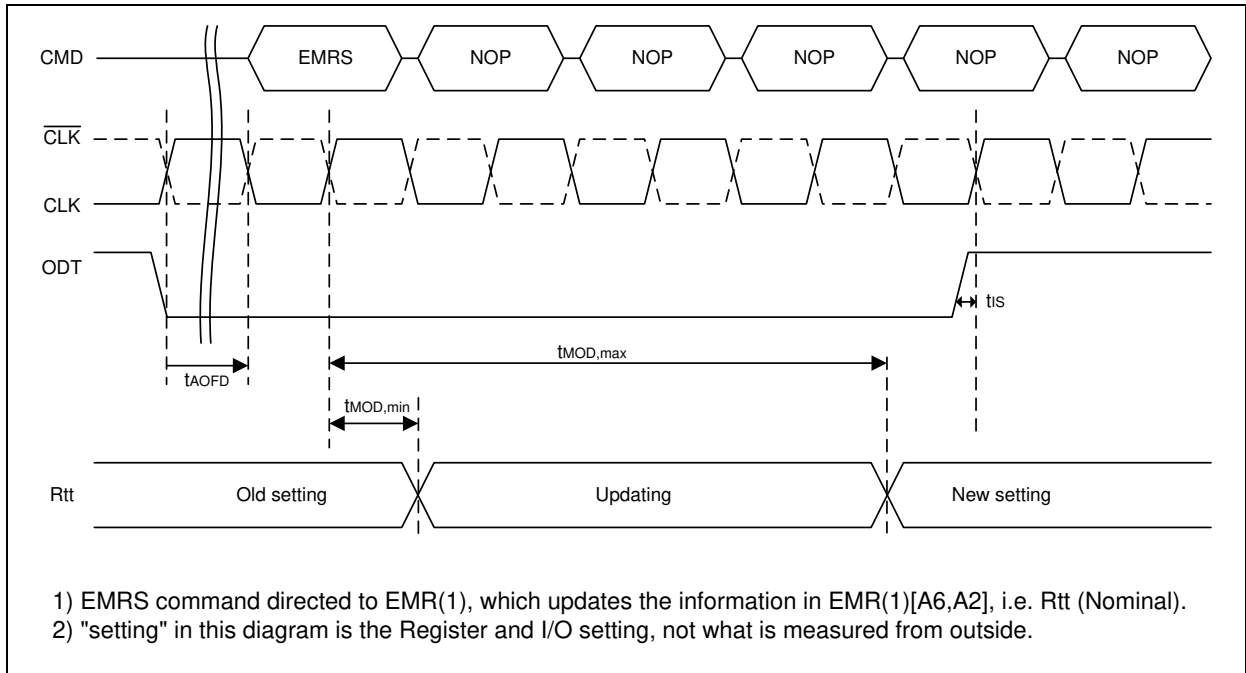 CMD EMRS NOP NOP NOP NOP NOP
CLK
CLK
ODT
tIS
tMOD,max
tAOFD
tMOD,min
Rtt Old setting Updating New setting
1) EMRS command directed to EMR(1), which updates the information in EMR(1)[A6,A2], i.e. Rtt (Nominal).
2) "setting" in this diagram is the Register and I/O setting, not what is measured from outside.